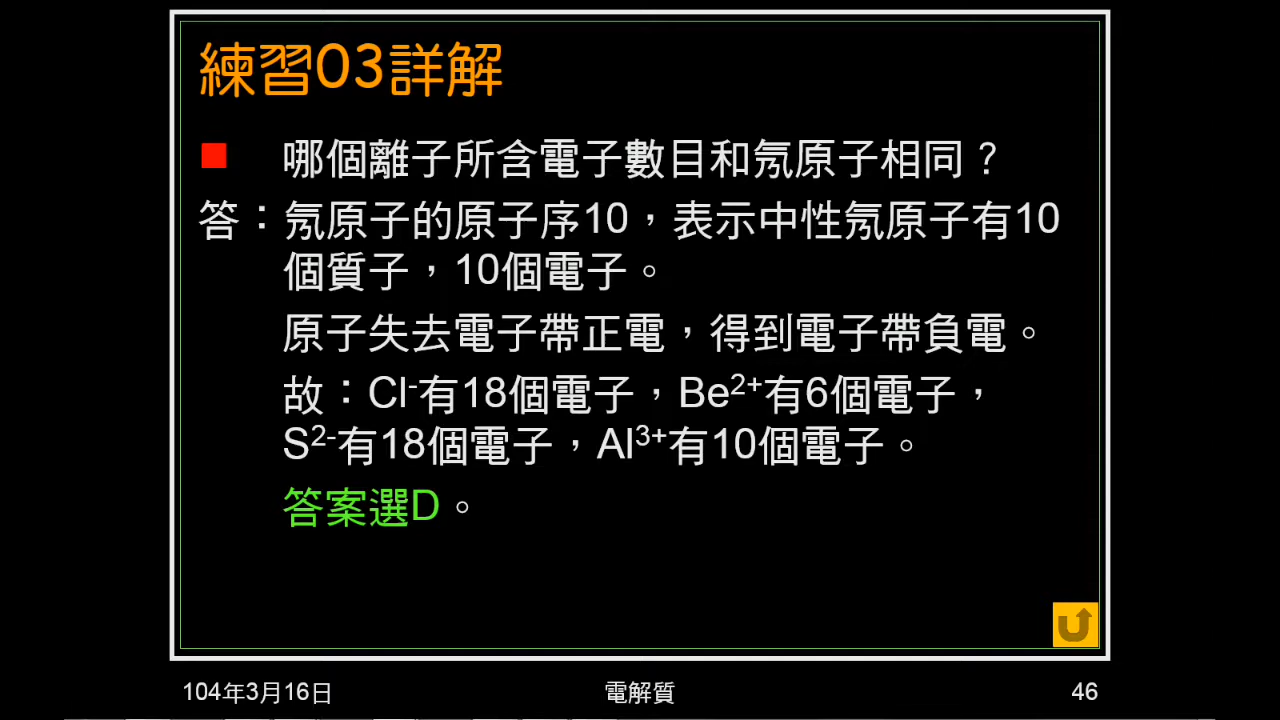 練習03詳解
哪個離子所含電子數目和氖原子相同？
答：氖原子的原子序10，表示中性氖原子有10
個質子，10個電子。
原子失去電子帶正電，得到電子帶負電。
故：Cl⁻有18個電子，Be²⁺有6個電子，
S²⁻有18個電子，Al³⁺有10個電子。
答案選D。
104年3月16日
電解質
46